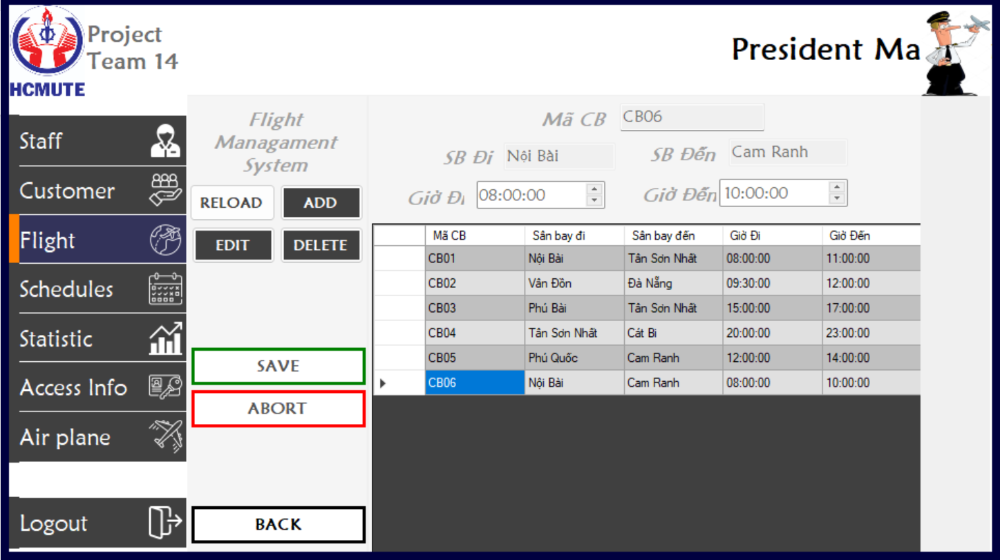 Project
Team 14
HCMUTE
President Ma
Staff
Customer
Flight
Schedules
Statistic
Access Info
Air plane
Logout
Flight
Managament
System
RELOAD ADD
EDIT DELETE
SAVE
ABORT
BACK
Mã CB CB06
SB Đi Nội Bài SB Đến Cam Ranh
Giờ Đi 08:00:00 Giờ Đến 10:00:00
Mã CB Sân bay đi Sân bay đến Giờ Đi Giờ Đến
CB01 Nội Bài Tân Sơn Nhất 08:00:00 11:00:00
CB02 Vân Đồn Đà Nẵng 09:30:00 12:00:00
CB03 Phú Bài Tân Sơn Nhất 15:00:00 17:00:00
CB04 Tân Sơn Nhất Cát Bi 20:00:00 23:00:00
CB05 Phú Quốc Cam Ranh 12:00:00 14:00:00
CB06 Nội Bài Cam Ranh 08:00:00 10:00:00